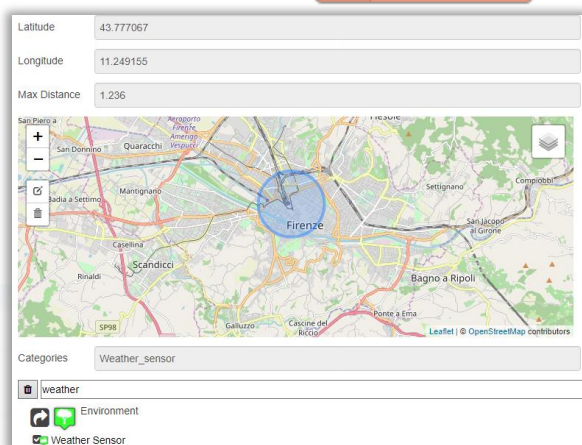 Latitude 43.777067
Longitude 11.249155
Max Distance 1.236
San Piero a
Aeroporto
Firenze
Amerigo
Vespucci
San Donnino
Quaracchi
Badia a Settimo
Mantignano
Settignano
Compiobbi
Firenze
San Jacopo
al Girone
Casellina
Scandicci
Rinaldi
Bagno a Ripoli
Ponte a Ema
SP98
Galluzzo
Cascine del
Riccio
Leaflet | © OpenStreetMap contributors
Categories Weather_sensor
weather
Environment
Weather Sensor